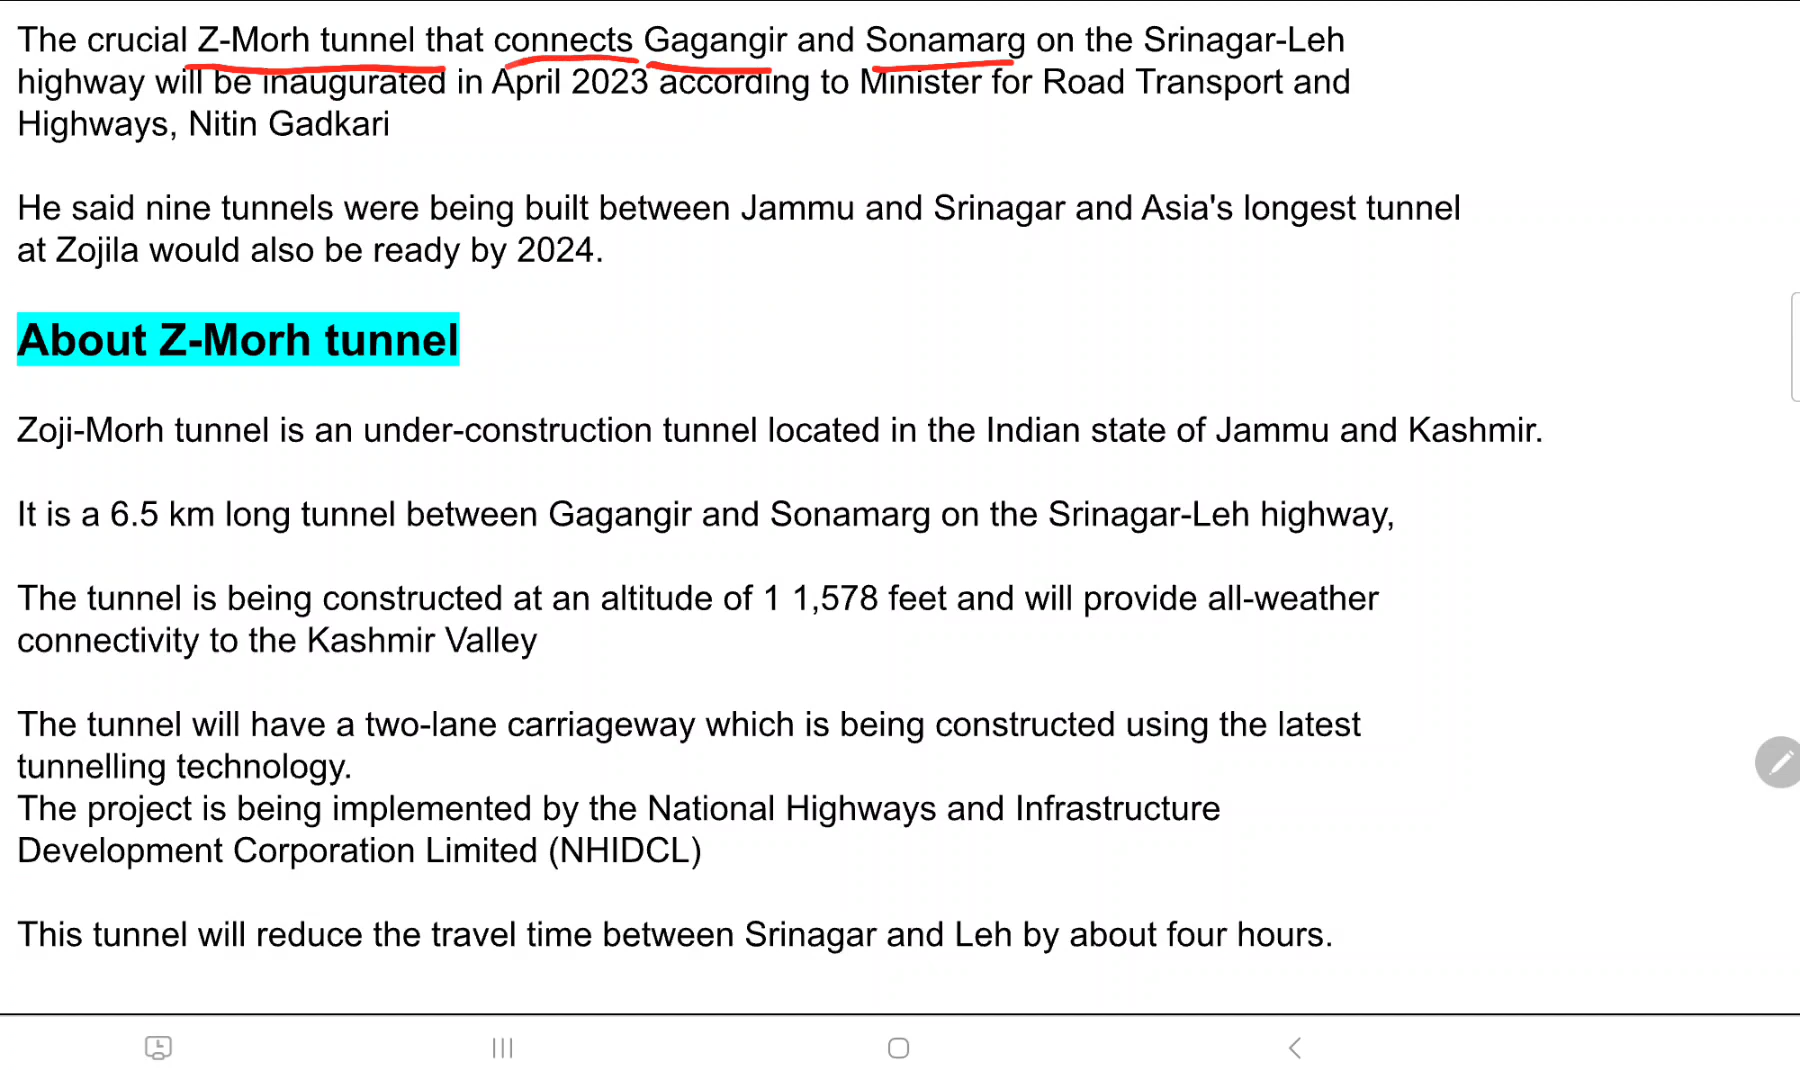 The crucial Z-Morh tunnel that connects Gagangir and Sonamarg on the Srinagar-Leh
highway will be inaugurated in April 2023 according to Minister for Road Transport and
Highways, Nitin Gadkari
He said nine tunnels were being built between Jammu and Srinagar and Asia's longest tunnel
at Zojila would also be ready by 2024.
About Z-Morh tunnel
Zoji-Morh tunnel is an under-construction tunnel located in the Indian state of Jammu and Kashmir.
It is a 6.5 km long tunnel between Gagangir and Sonamarg on the Srinagar-Leh highway,
The tunnel is being constructed at an altitude of 1 1,578 feet and will provide all-weather
connectivity to the Kashmir Valley
The tunnel will have a two-lane carriageway which is being constructed using the latest
tunnelling technology.
The project is being implemented by the National Highways and Infrastructure
Development Corporation Limited (NHIDCL)
This tunnel will reduce the travel time between Srinagar and Leh by about four hours.